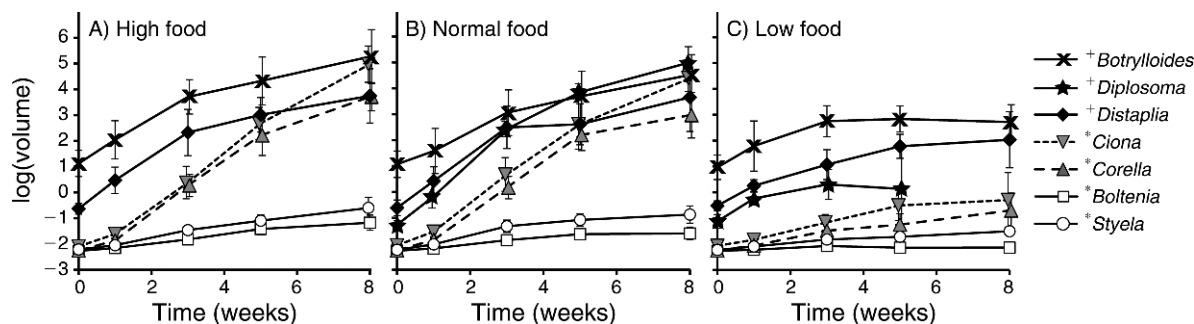 A) High food
B) Normal food
C) Low food
log(volume)
6
5
4
3
2
1
0
−1
−2
−3
0 2 4 6 8
0 2 4 6 8
0 2 4 6 8
Time (weeks)
Time (weeks)
Time (weeks)
+Botrylloides
+Diplosoma
+Distaplia
*Ciona
*Corella
*Boltenia
*Styela